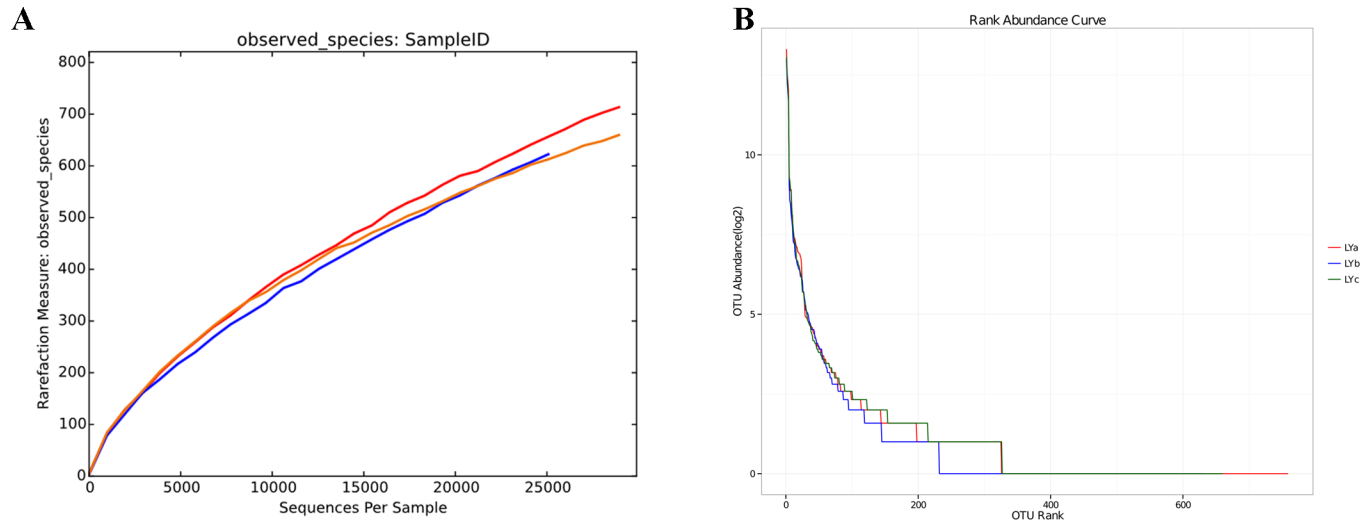 A
observed_species: SampleID
Rarefaction Measure: observed_species
800
700
600
500
400
300
200
100
0
0 5000 10000 15000 20000 25000
Sequences Per Sample
B
Rank Abundance Curve
OTU Abundance(log2)
10
5
0
0 200 400 600
OTU Rank
LYa
LYb
LYc